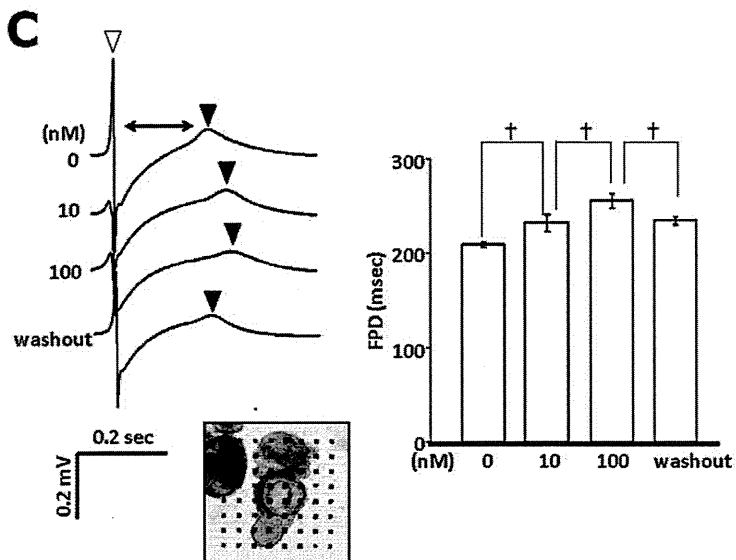 C
(nM)
0
10
100
washout
0.2 sec
0.2 mV
† † †
300
200
100
0
FPD (msec)
(nM) 0 10 100 washout